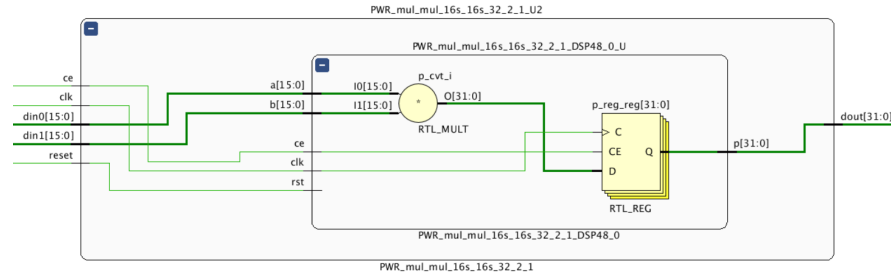 PWR_mul_mul_16s_16s_32_2_1_U2
PWR_mul_mul_16s_16s_32_2_1_DSP48_0_U
ce
clk
din0[15:0]
din1[15:0]
reset
a[15:0]
b[15:0]
ce
clk
rst
I0[15:0]
I1[15:0]
p_cvt_i
*
O[31:0]
RTL_MULT
p_reg_reg[31:0]
C
CE
D
Q
RTL_REG
p[31:0]
dout[31:0]
PWR_mul_mul_16s_16s_32_2_1_DSP48_0
PWR_mul_mul_16s_16s_32_2_1